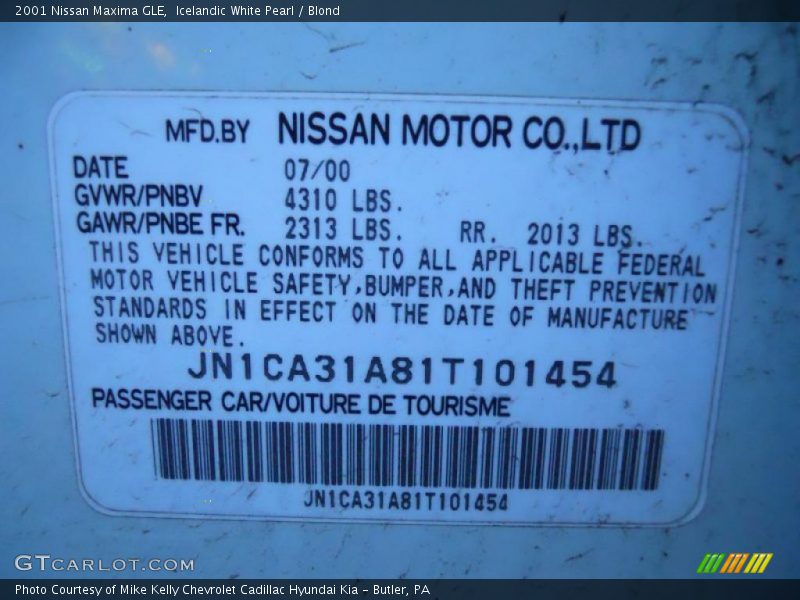 2001 Nissan Maxima GLE, Icelandic White Pearl / Blond
MFD.BY NISSAN MOTOR CO.,LTD
DATE 07/00
GVWR/PNBV 4310 LBS.
GAWR/PNBE FR. 2313 LBS. RR. 2013 LBS.
THIS VEHICLE CONFORMS TO ALL APPLICABLE FEDERAL
MOTOR VEHICLE SAFETY,BUMPER,AND THEFT PREVENTION
STANDARDS IN EFFECT ON THE DATE OF MANUFACTURE
SHOWN ABOVE.
JN1CA31A81T101454
PASSENGER CAR/VOITURE DE TOURISME
JN1CA31A81T101454
GTCARLOT.COM
Photo Courtesy of Mike Kelly Chevrolet Cadillac Hyundai Kia - Butler, PA